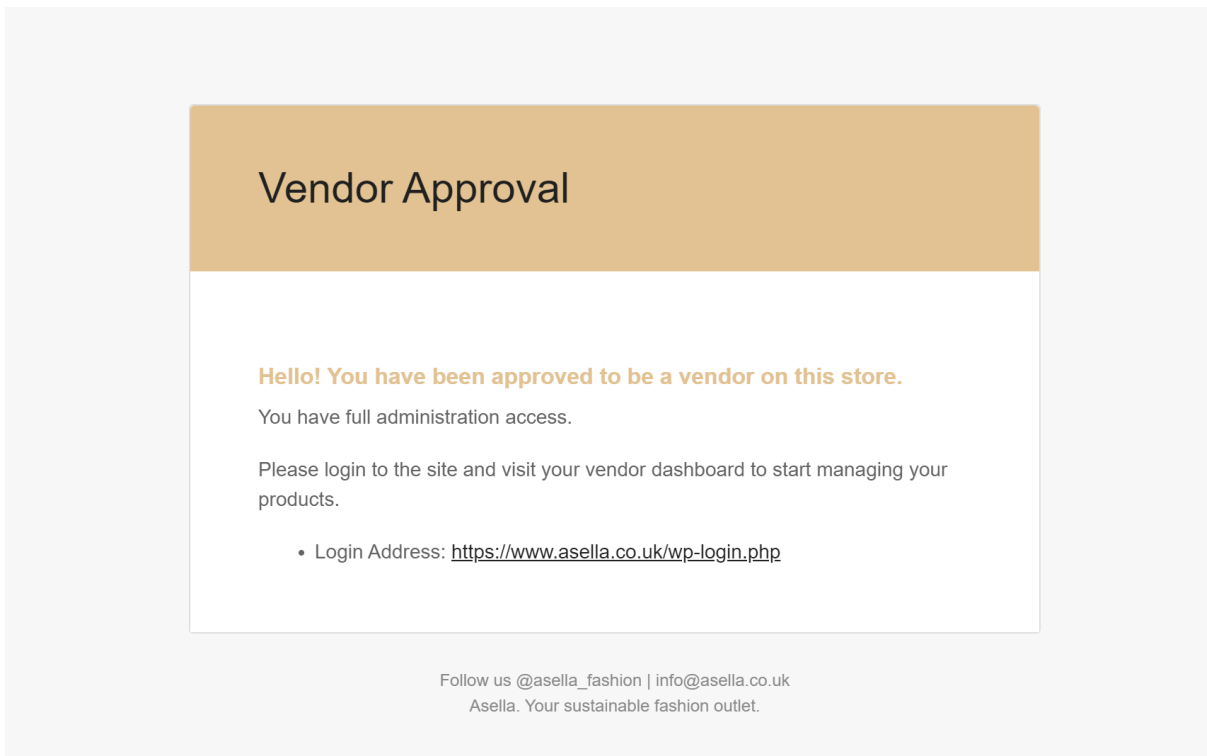 Vendor Approval
Hello! You have been approved to be a vendor on this store.
You have full administration access.
Please login to the site and visit your vendor dashboard to start managing your
products.
• Login Address: https://www.asella.co.uk/wp-login.php
Follow us @asella_fashion | info@asella.co.uk
Asella. Your sustainable fashion outlet.